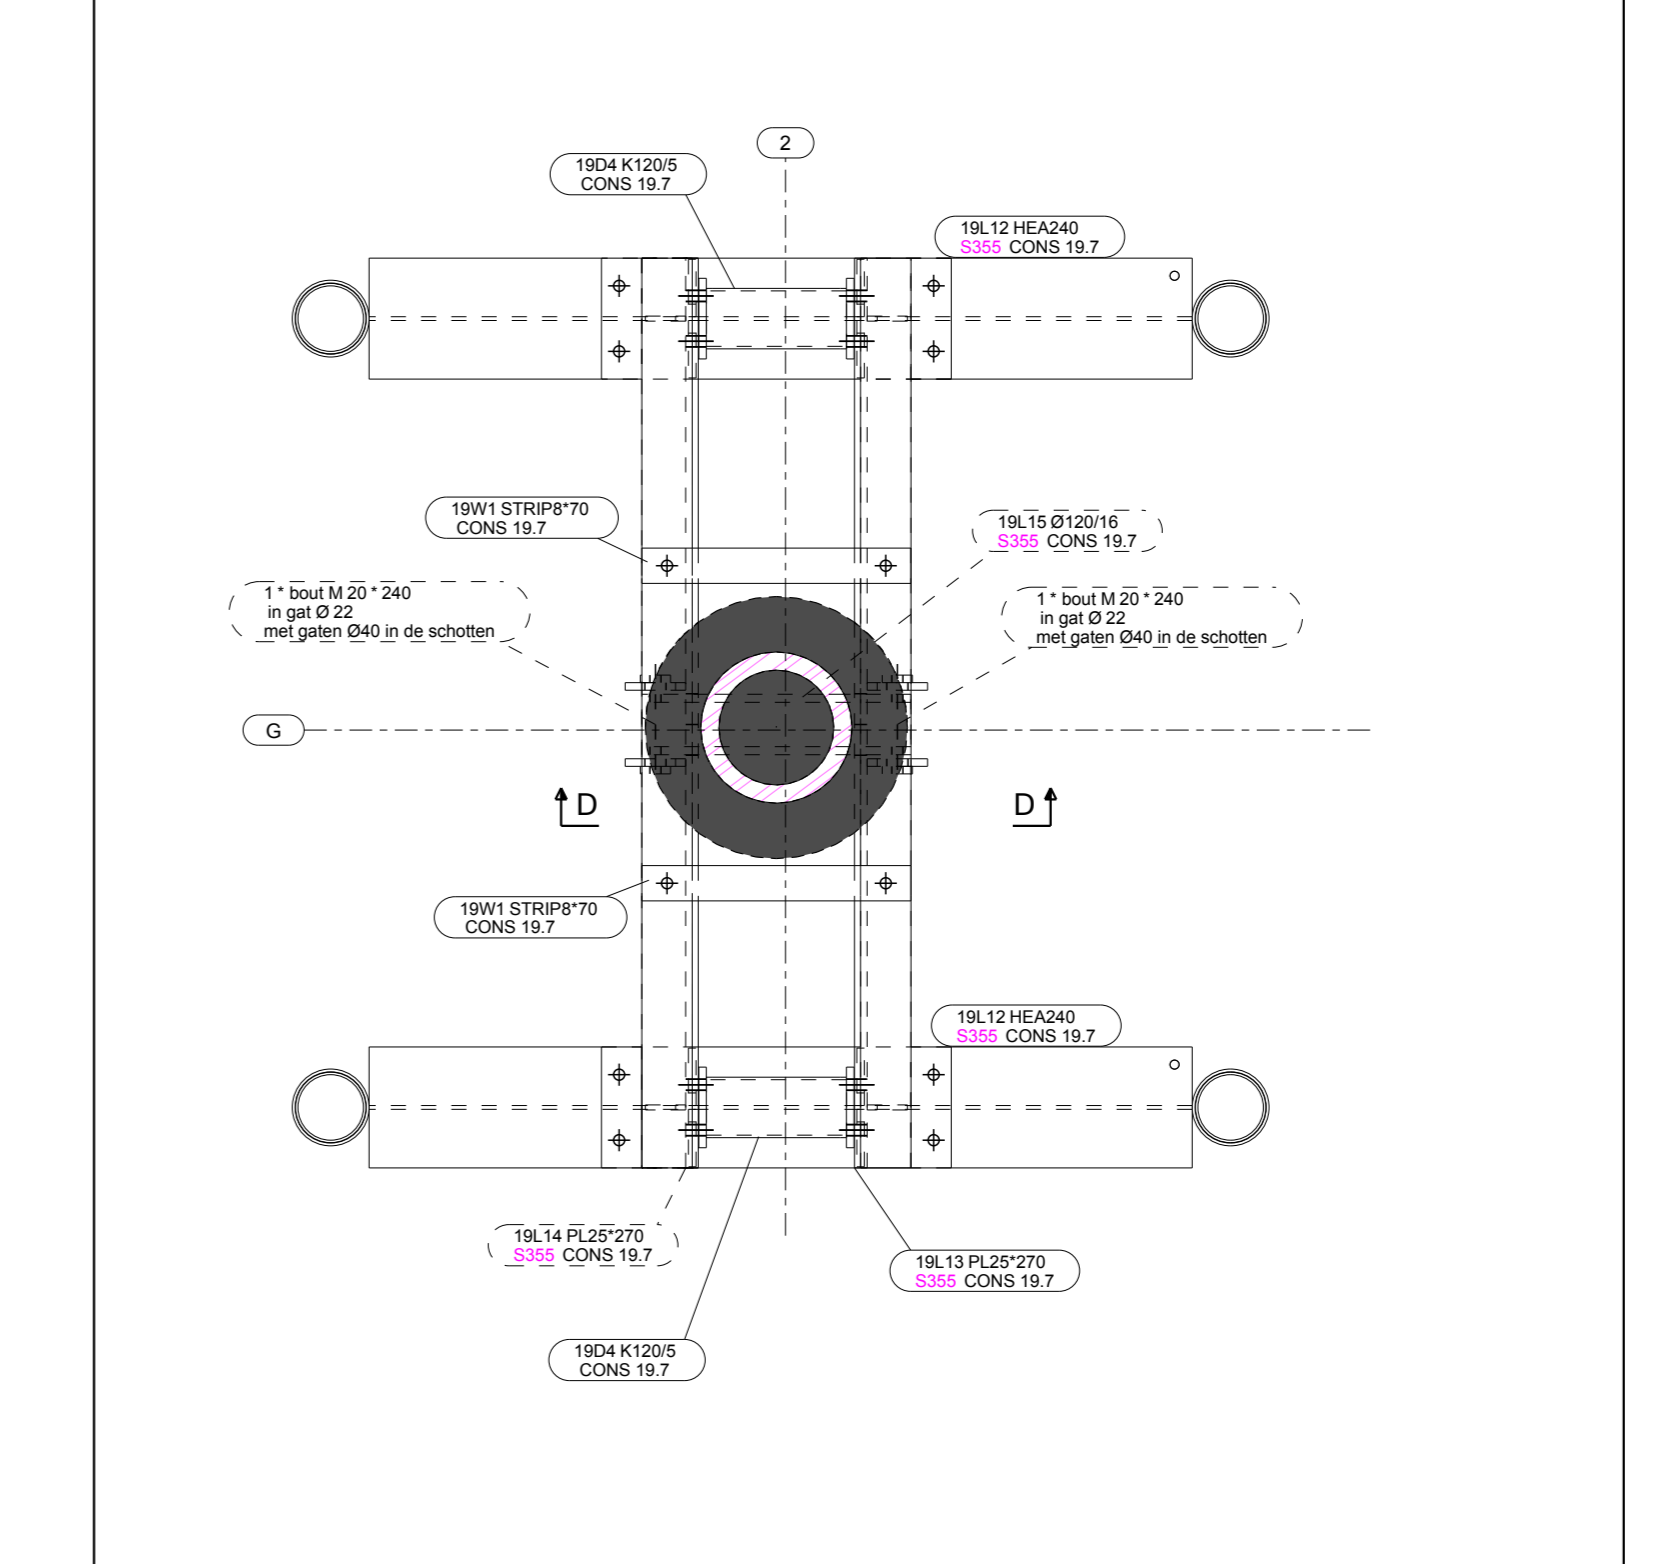 2
19D4 K120/5
CONS 19.7
19L12 HEA240
S355 CONS 19.7
19W1 STRIP8*70
CONS 19.7
19L15 Ø120/16
S355 CONS 19.7
1 * bout M 20 * 240
in gat Ø 22
met gaten Ø40 in de schotten
1 * bout M 20 * 240
in gat Ø 22
met gaten Ø40 in de schotten
G
D
D
19W1 STRIP8*70
CONS 19.7
19L12 HEA240
S355 CONS 19.7
19L14 PL25*270
S355 CONS 19.7
19L13 PL25*270
S355 CONS 19.7
19D4 K120/5
CONS 19.7